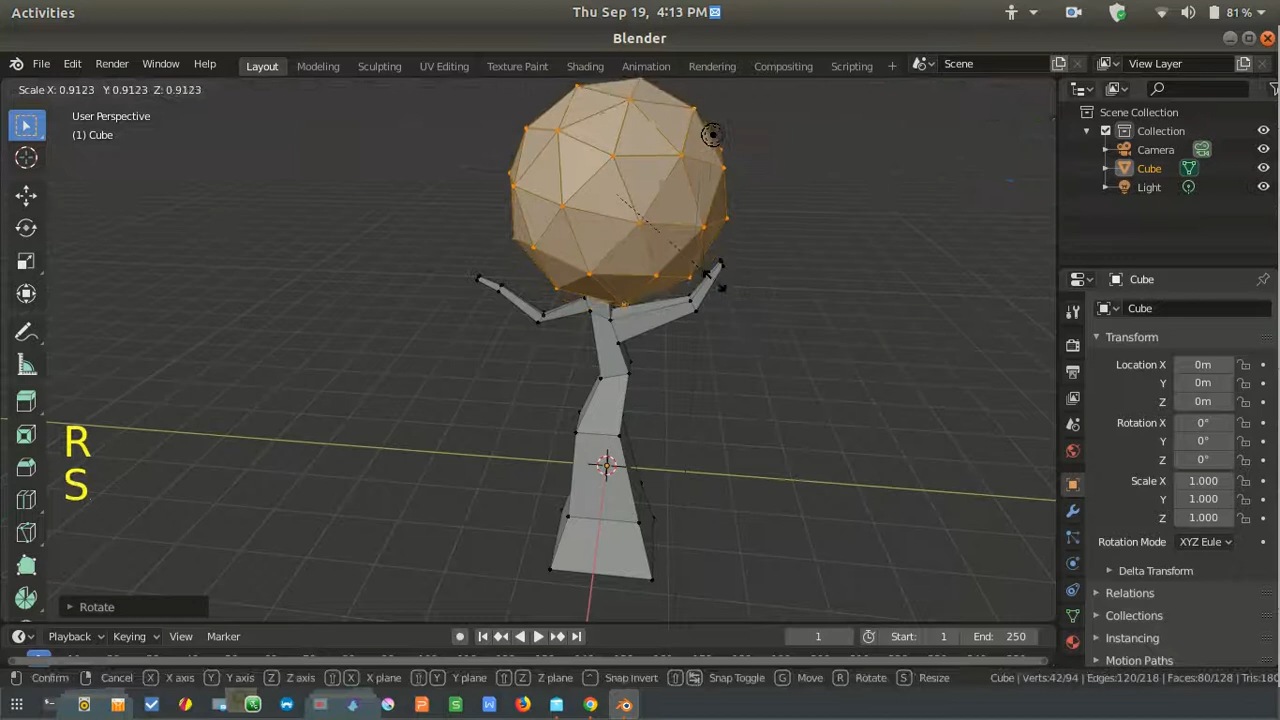 Activities
Thu Sep 19, 4:13 PM
81%
Blender
File Edit Render Window Help
Layout Modeling Sculpting UV Editing Texture Paint Shading Animation Rendering Compositing Scripting +
Scene
View Layer
Scale X: 0.9123 Y: 0.9123 Z: 0.9123
User Perspective
(1) Cube
R
S
Rotate
Scene Collection
Collection
Camera
Cube
Light
Cube
Cube
Transform
Location X 0m
Y 0m
Z 0m
Rotation X 0°
Y 0°
Z 0°
Scale X 1.000
Y 1.000
Z 1.000
Rotation Mode XYZ Eule
Delta Transform
Relations
Collections
Instancing
Motion Paths
Playback Keying View Marker
1
Start: 1
End: 250
Confirm Cancel X X axis Y Y axis Z Z axis X X plane Y Y plane Z Z plane Snap Invert Snap Toggle G Move R Rotate S Resize
Cube | Verts:42/94 | Edges:120/218 | Faces:80/128 | Tris:180